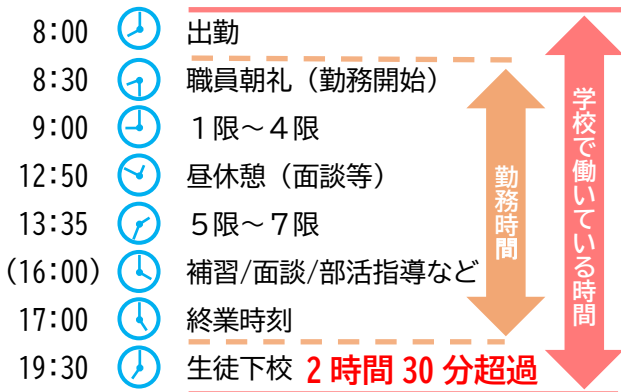 8:00 出勤
8:30 職員朝礼（勤務開始）
9:00 １限～４限
12:50 昼休憩（面談等）
13:35 ５限～７限
(16:00) 補習/面談/部活指導など
17:00 終業時刻
19:30 生徒下校 2時間30分超過
勤務時間
学校で働いている時間